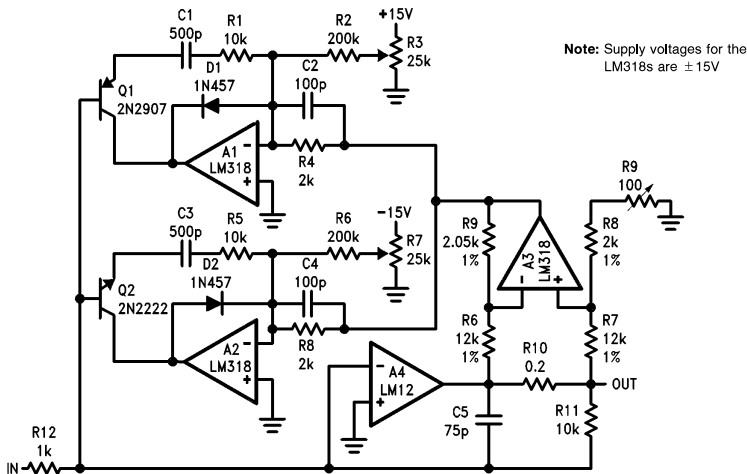 C1
500p
R1
10k
R2
200k
+15V
R3
25k
Note: Supply voltages for the
LM318s are ±15V
D1
1N457
C2
100p
Q1
2N2907
A1
LM318
-
+
R4
2k
C3
500p
R5
10k
R6
200k
-15V
R7
25k
D2
1N457
C4
100p
Q2
2N2222
A2
LM318
-
+
R8
2k
R9
2.05k
1%
A3
LM318
-
+
R8
2k
1%
R9
100
R6
12k
1%
R7
12k
1%
A4
LM12
-
+
R10
0.2
OUT
C5
75p
R11
10k
R12
1k
IN